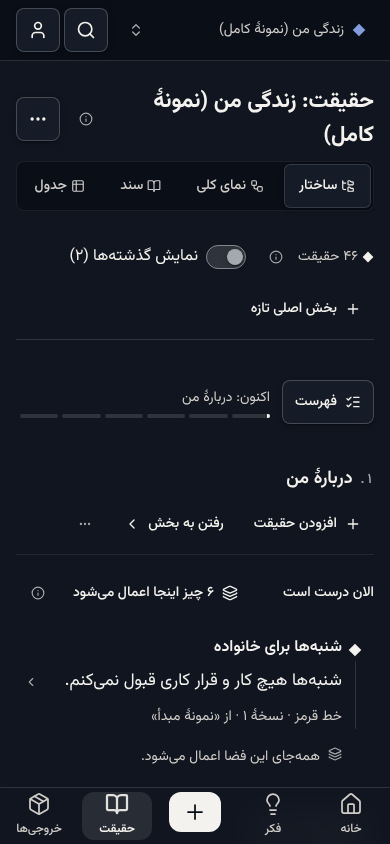 زندگی من (نمونهٔ کامل)
حقیقت: زندگی من (نمونهٔ
کامل)
ساختار
نمای کلی
سند
جدول
۴۶ حقیقت
نمایش گذشته‌ها (۲)
بخش اصلی تازه
فهرست
اکنون: دربارهٔ من
۱. دربارهٔ من
افزودن حقیقت
رفتن به بخش
الان درست است
۶ چیز اینجا اعمال می‌شود
شنبه‌ها برای خانواده
شنبه‌ها هیچ کار و قرار کاری قبول نمی‌کنم.
خط قرمز · نسخهٔ ۱ · از «نمونهٔ مبدأ»
همه‌جای این فضا اعمال می‌شود.
خانه
فکر
حقیقت
خروجی‌ها